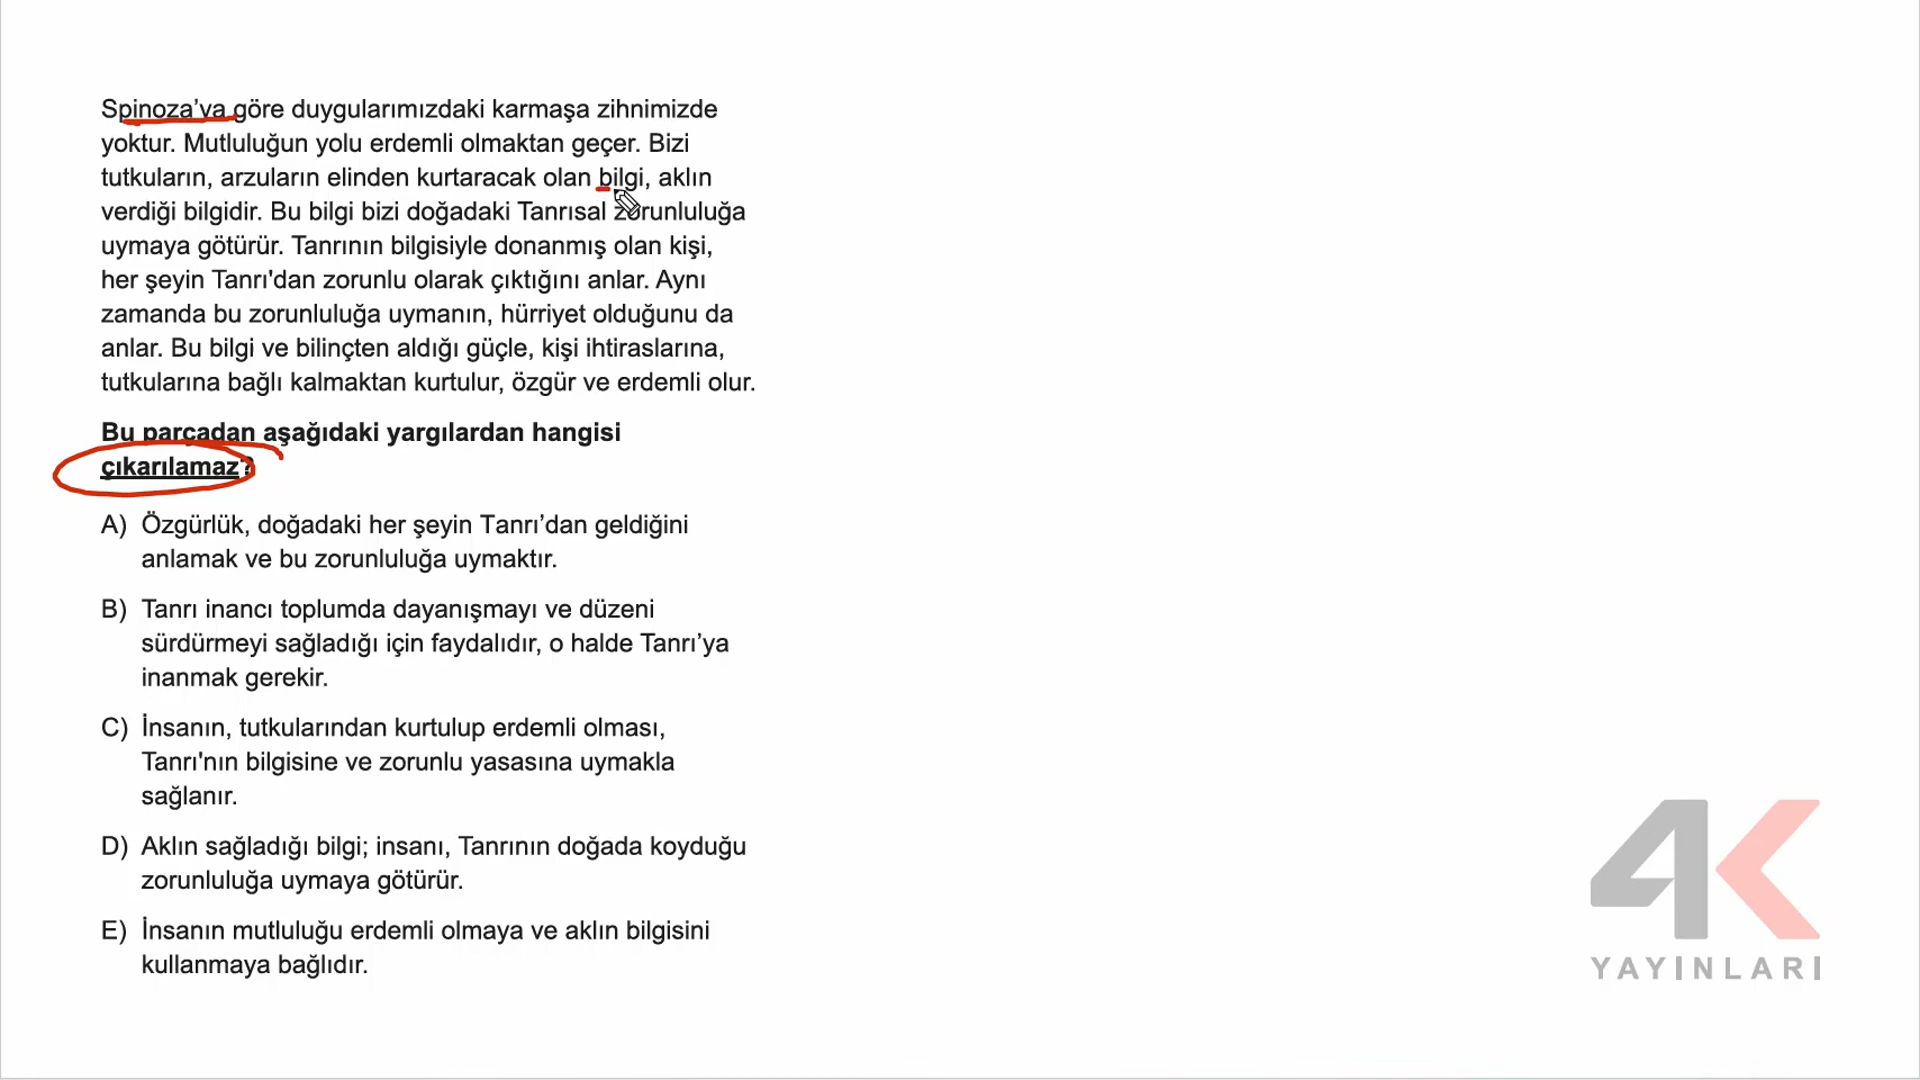 Spinoza'ya göre duygularımızdaki karmaşa zihnimizde
yoktur. Mutluluğun yolu erdemli olmaktan geçer. Bizi
tutkuların, arzuların elinden kurtaracak olan bilgi, aklın
verdiği bilgidir. Bu bilgi bizi doğadaki Tanrısal zorunluluğa
uymaya götürür. Tanrının bilgisiyle donanmış olan kişi,
her şeyin Tanrı'dan zorunlu olarak çıktığını anlar. Aynı
zamanda bu zorunluluğa uymanın, hürriyet olduğunu da
anlar. Bu bilgi ve bilinçten aldığı güçle, kişi ihtiraslarına,
tutkularına bağlı kalmaktan kurtulur, özgür ve erdemli olur.
Bu parçadan aşağıdaki yargılardan hangisi
çıkarılamaz?
A) Özgürlük, doğadaki her şeyin Tanrı’dan geldiğini
anlamak ve bu zorunluluğa uymaktır.
B) Tanrı inancı toplumda dayanışmayı ve düzeni
sürdürmeyi sağladığı için faydalıdır, o halde Tanrı’ya
inanmak gerekir.
C) İnsanın, tutkularından kurtulup erdemli olması,
Tanrı'nın bilgisine ve zorunlu yasasına uymakla
sağlanır.
D) Aklın sağladığı bilgi; insanı, Tanrının doğada koyduğu
zorunluluğa uymaya götürür.
E) İnsanın mutluluğu erdemli olmaya ve aklın bilgisini
kullanmaya bağlıdır.
4K
YAYINLARI